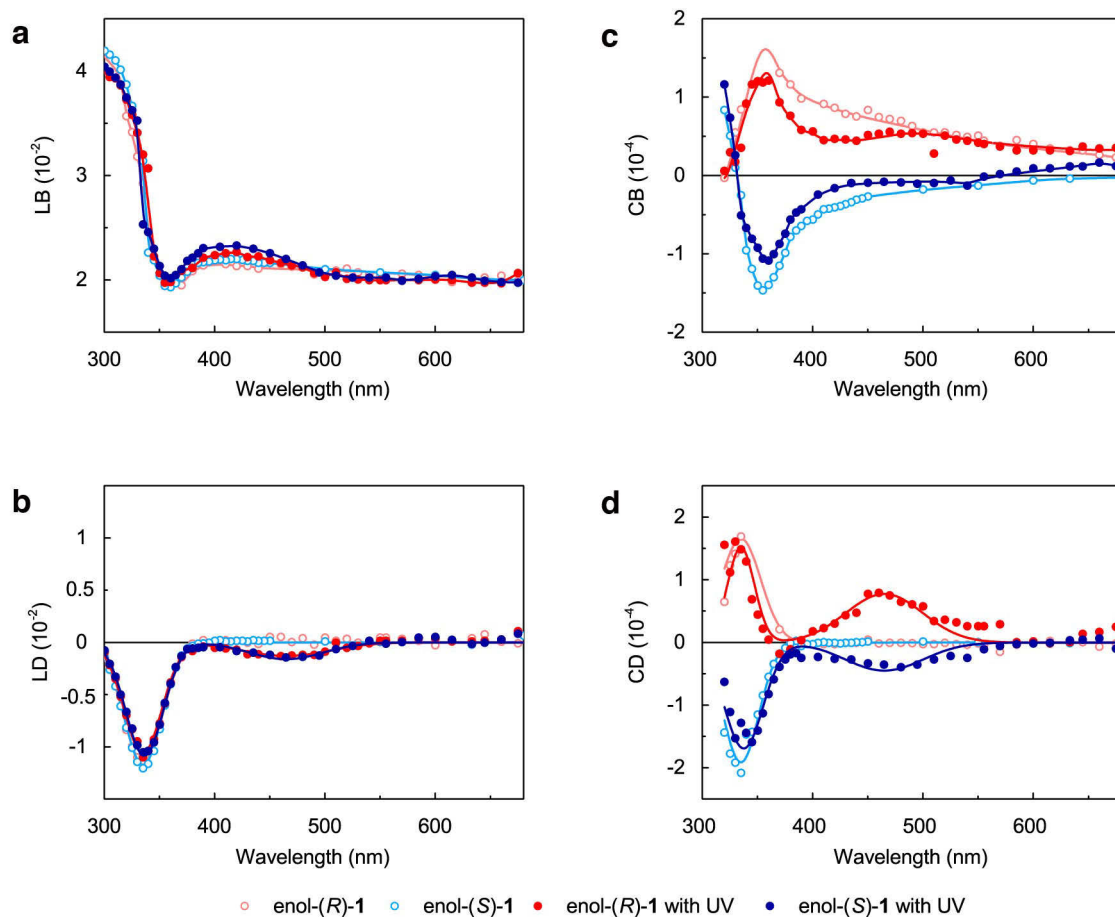 a
4
3
2
LB (10-2)
300 400 500 600
Wavelength (nm)
c
2
1
0
-1
-2
CB (10-4)
300 400 500 600
Wavelength (nm)
b
1
0.5
0
-0.5
-1
LD (10-2)
300 400 500 600
Wavelength (nm)
d
2
1
0
-1
-2
CD (10-4)
300 400 500 600
Wavelength (nm)
enol-(R)-1 enol-(S)-1 enol-(R)-1 with UV enol-(S)-1 with UV